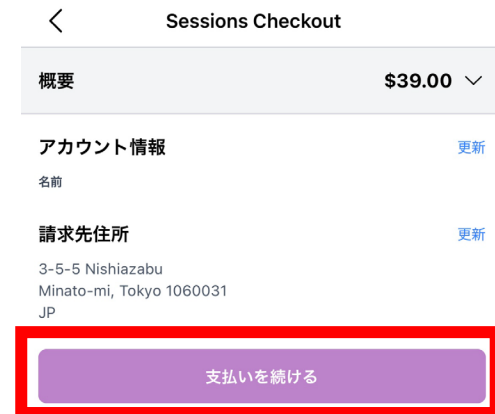 Sessions Checkout
概要 $39.00
アカウント情報 更新
名前
請求先住所 更新
3-5-5 Nishiazabu
Minato-mi, Tokyo 1060031
JP
支払いを続ける